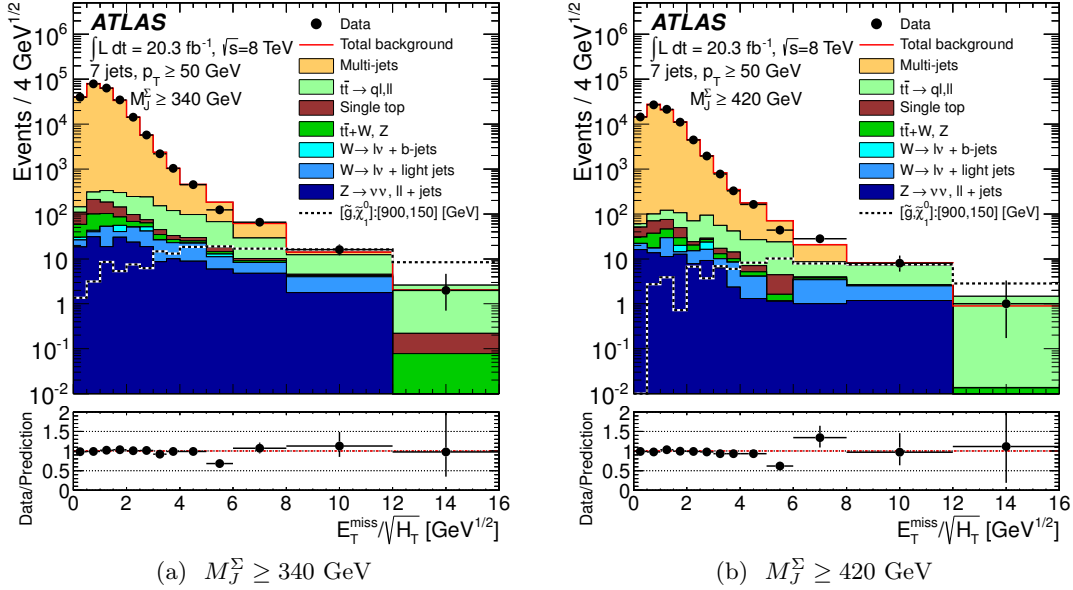 ATLAS
∫L dt = 20.3 fb⁻¹, √s=8 TeV
7 jets, p_T ≥ 50 GeV
M_J^Σ ≥ 340 GeV
Data
Total background
Multi-jets
tt̄ → ql,ll
Single top
tt̄+W, Z
W→ lν + b-jets
W→ lν + light jets
Z→ νν, ll + jets
[g̃,χ̃₁⁰]:[900,150] [GeV]
Events / 4 GeV^1/2
10⁶
10⁵
10⁴
10³
10²
10
1
10⁻¹
10⁻²
Data/Prediction
2
1.5
1
0.5
0
0 2 4 6 8 10 12 14 16
E_T^miss/√H_T [GeV^1/2]
(a) M_J^Σ ≥ 340 GeV
ATLAS
∫L dt = 20.3 fb⁻¹, √s=8 TeV
7 jets, p_T ≥ 50 GeV
M_J^Σ ≥ 420 GeV
Data
Total background
Multi-jets
tt̄ → ql,ll
Single top
tt̄+W, Z
W→ lν + b-jets
W→ lν + light jets
Z→ νν, ll + jets
[g̃,χ̃₁⁰]:[900,150] [GeV]
Events / 4 GeV^1/2
10⁶
10⁵
10⁴
10³
10²
10
1
10⁻¹
10⁻²
Data/Prediction
2
1.5
1
0.5
0
0 2 4 6 8 10 12 14 16
E_T^miss/√H_T [GeV^1/2]
(b) M_J^Σ ≥ 420 GeV